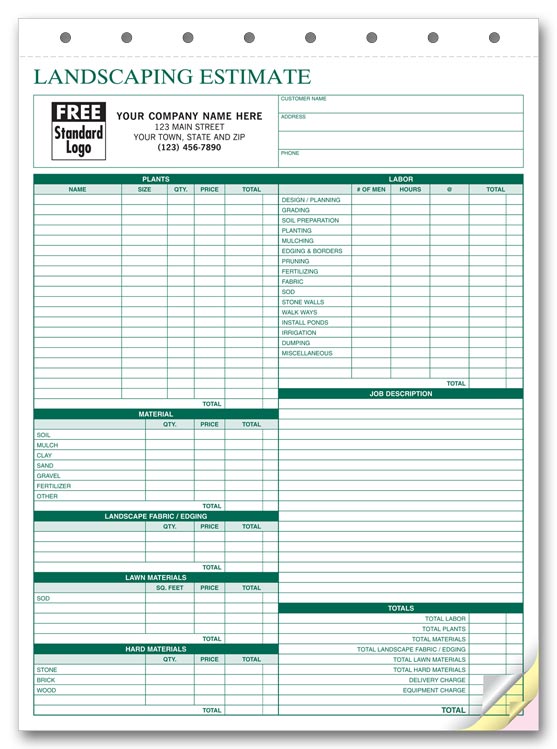 LANDSCAPING ESTIMATE
FREE
Standard
Logo
YOUR COMPANY NAME HERE
123 MAIN STREET
YOUR TOWN, STATE AND ZIP
(123) 456-7890
CUSTOMER NAME
ADDRESS
PHONE
PLANTS
NAME SIZE QTY. PRICE TOTAL
TOTAL
MATERIAL
QTY. PRICE TOTAL
SOIL
MULCH
CLAY
SAND
GRAVEL
FERTILIZER
OTHER
TOTAL
LANDSCAPE FABRIC / EDGING
QTY. PRICE TOTAL
TOTAL
LAWN MATERIALS
SQ. FEET PRICE TOTAL
SOD
TOTAL
HARD MATERIALS
QTY. PRICE TOTAL
STONE
BRICK
WOOD
TOTAL
LABOR
# OF MEN HOURS @ TOTAL
DESIGN / PLANNING
GRADING
SOIL PREPARATION
PLANTING
MULCHING
EDGING & BORDERS
PRUNING
FERTILIZING
FABRIC
SOD
STONE WALLS
WALK WAYS
INSTALL PONDS
IRRIGATION
DUMPING
MISCELLANEOUS
TOTAL
JOB DESCRIPTION
TOTALS
TOTAL LABOR
TOTAL PLANTS
TOTAL MATERIALS
TOTAL LANDSCAPE FABRIC / EDGING
TOTAL LAWN MATERIALS
TOTAL HARD MATERIALS
DELIVERY CHARGE
EQUIPMENT CHARGE
TOTAL